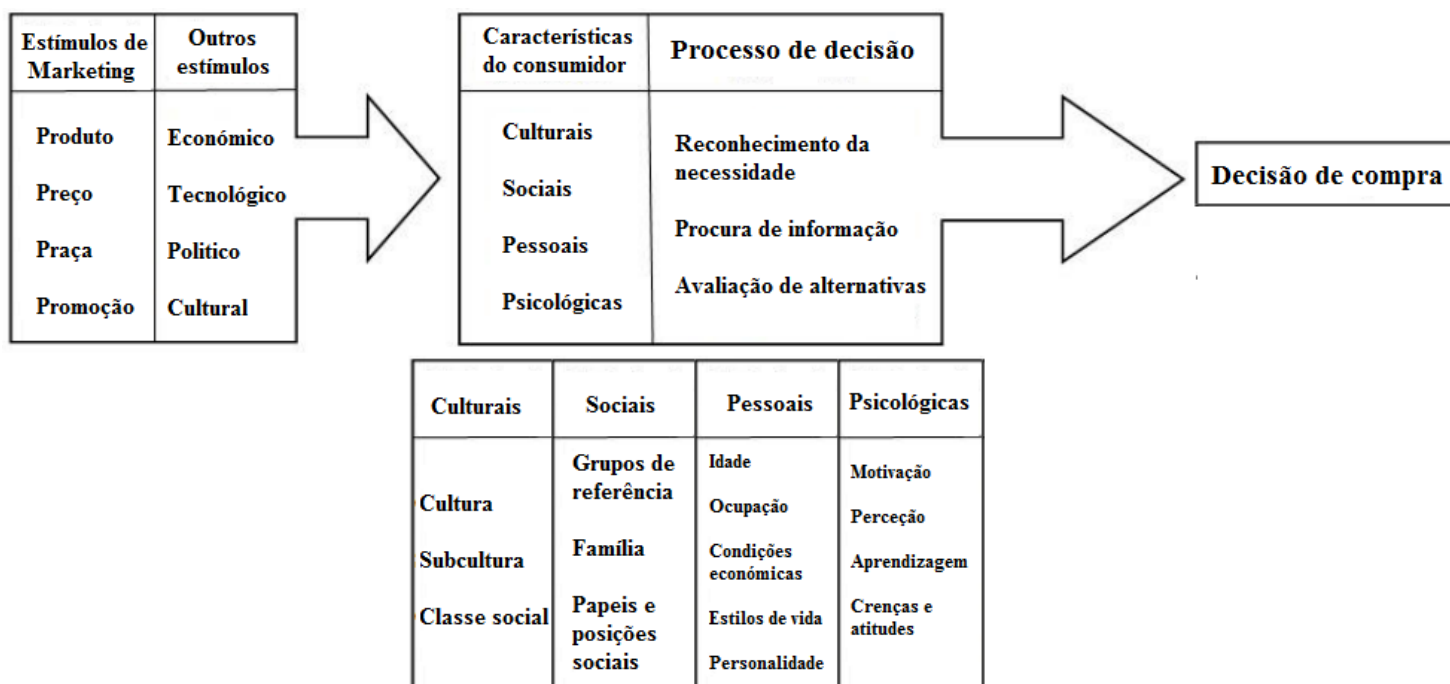 Estímulos de
Marketing
Outros
estímulos
Produto
Preço
Praça
Promoção
Económico
Tecnológico
Politico
Cultural
Características
do consumidor
Processo de decisão
Culturais
Sociais
Pessoais
Psicológicas
Reconhecimento da
necessidade
Procura de informação
Avaliação de alternativas
Decisão de compra
Culturais
Sociais
Pessoais
Psicológicas
Cultura
Subcultura
Classe social
Grupos de
referência
Família
Papeis e
posições
sociais
Idade
Ocupação
Condições
económicas
Estilos de vida
Personalidade
Motivação
Perceção
Aprendizagem
Crenças e
atitudes